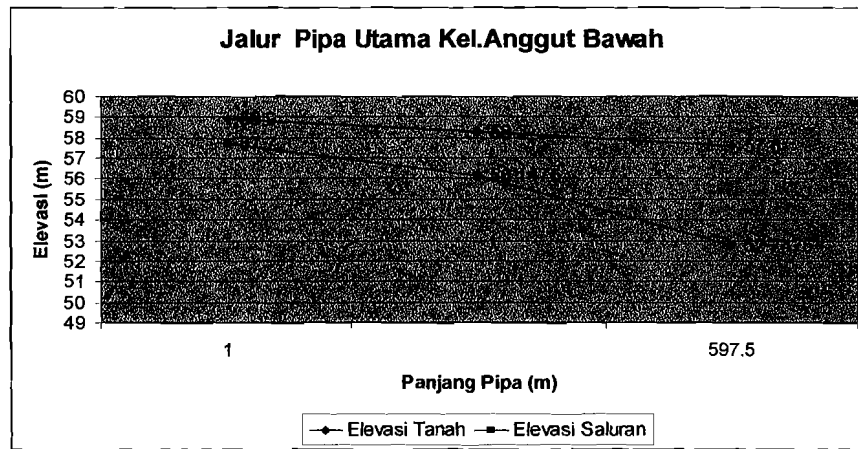 Jalur Pipa Utama Kel.Anggut Bawah
Elevasi (m)
60
59
58
57
56
55
54
53
52
51
50
49
1
597.5
Panjang Pipa (m)
Elevasi Tanah
Elevasi Saluran